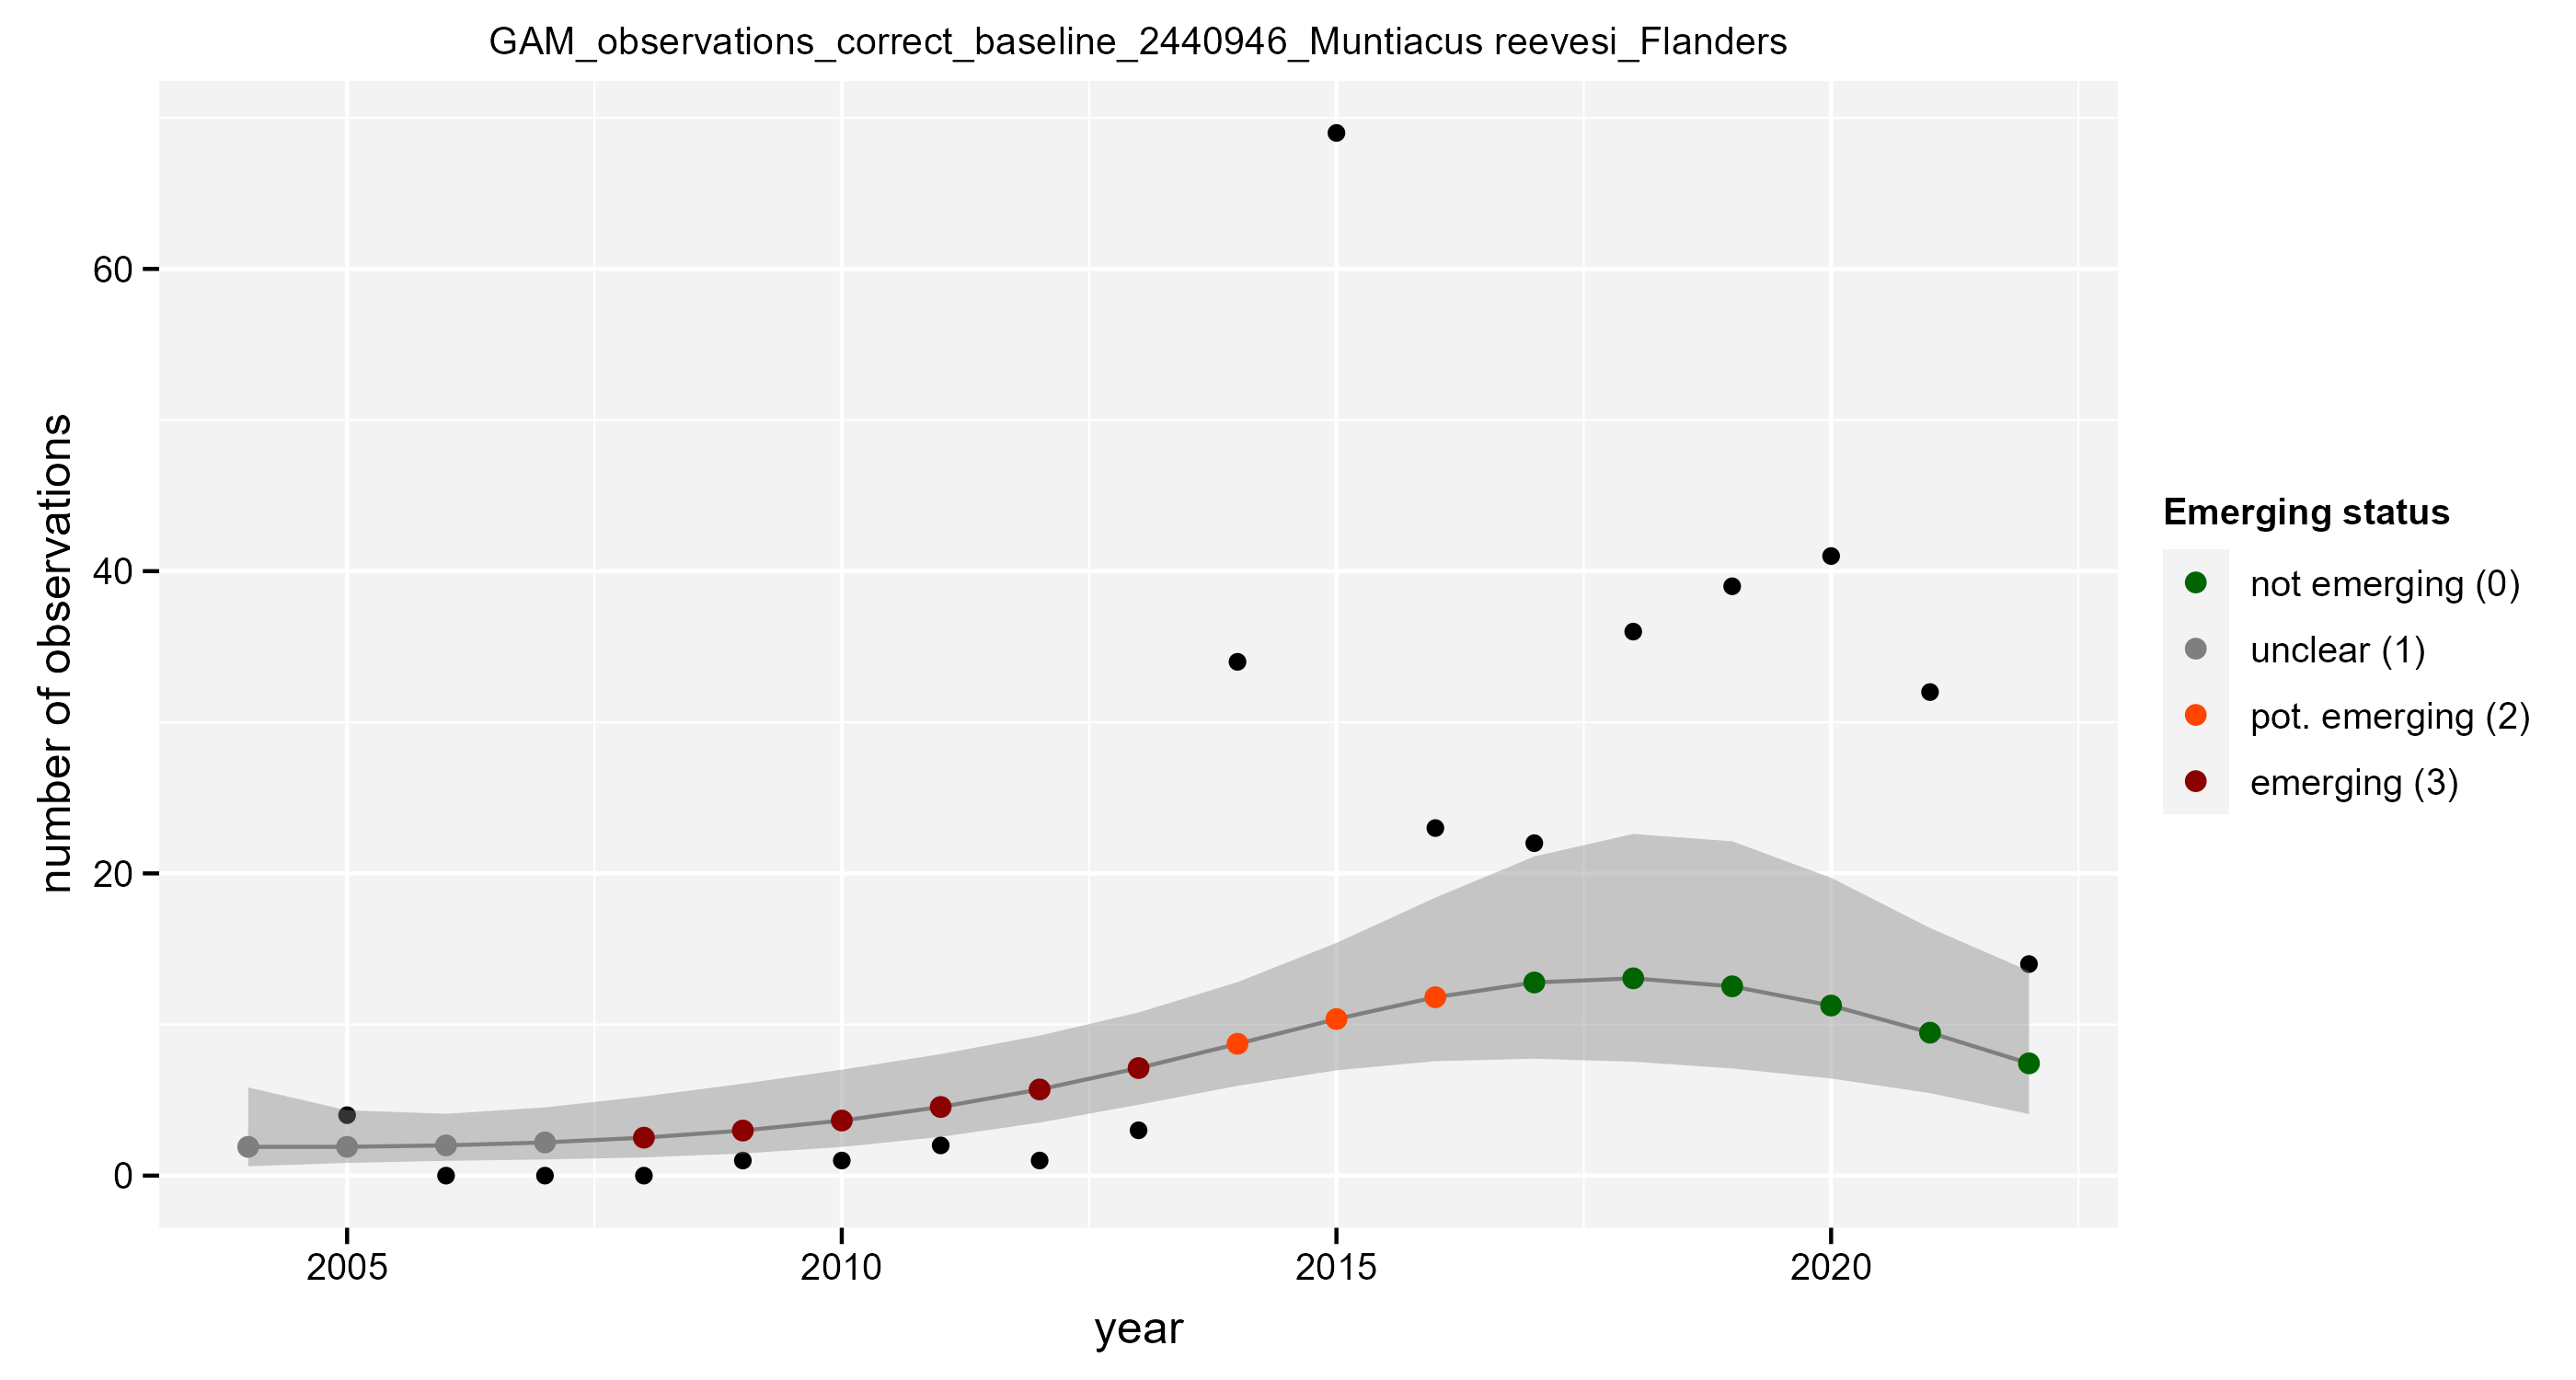 GAM_observations_correct_baseline_2440946_Muntiacus reevesi_Flanders
number of observations
60
40
20
0
2005
2010
2015
2020
year
Emerging status
not emerging (0)
unclear (1)
pot. emerging (2)
emerging (3)